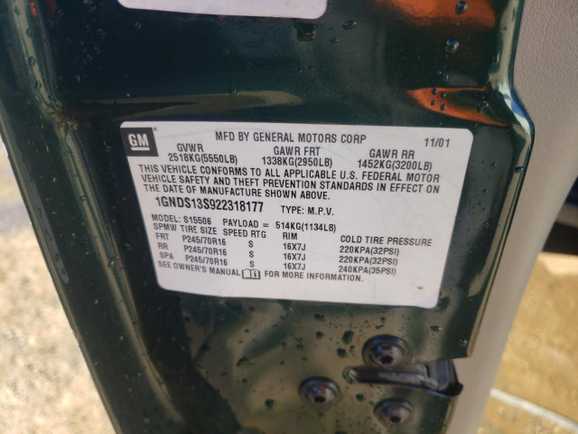 GM MFD BY GENERAL MOTORS CORP 11/01
GVWR GAWR FRT GAWR RR
2518KG(5550LB) 1338KG(2950LB) 1452KG(3200LB)
THIS VEHICLE CONFORMS TO ALL APPLICABLE U.S. FEDERAL MOTOR
VEHICLE SAFETY AND THEFT PREVENTION STANDARDS IN EFFECT ON
THE DATE OF MANUFACTURE SHOWN ABOVE.
1GNDS13S922318177 TYPE: M.P.V.
MODEL: S15506 PAYLOAD = 514KG(1134LB)
SPMW TIRE SIZE SPEED RTG RIM COLD TIRE PRESSURE
FRT P245/70R16 S 16X7J 220KPA(32PSI)
RR P245/70R16 S 16X7J 220KPA(32PSI)
SPA P245/70R16 S 16X7J 240KPA(35PSI)
SEE OWNER'S MANUAL FOR MORE INFORMATION.